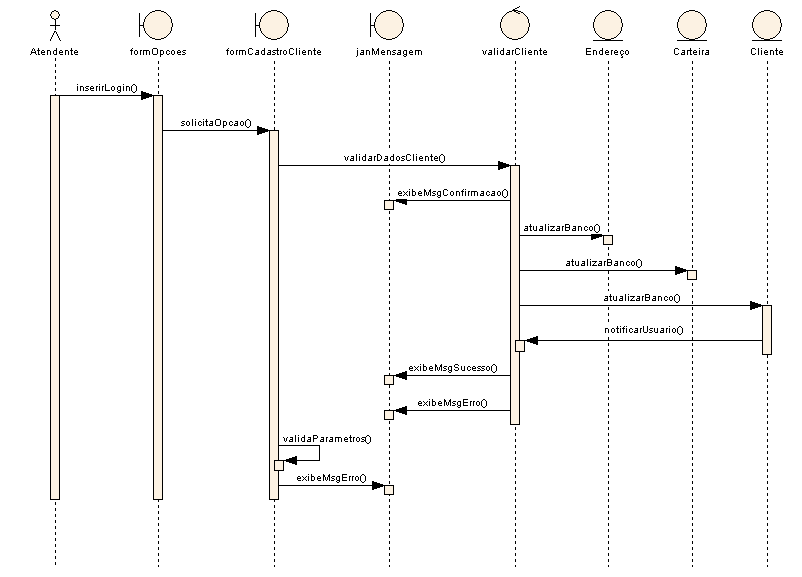 Atendente
formOpcoes
formCadastroCliente
janMensagem
validarCliente
Endereço
Carteira
Cliente
inserirLogin()
solicitaOpcao()
validarDadosCliente()
exibeMsgConfirmacao()
atualizarBanco()
atualizarBanco()
atualizarBanco()
notificarUsuario()
exibeMsgSucesso()
exibeMsgErro()
validaParametros()
exibeMsgErro()